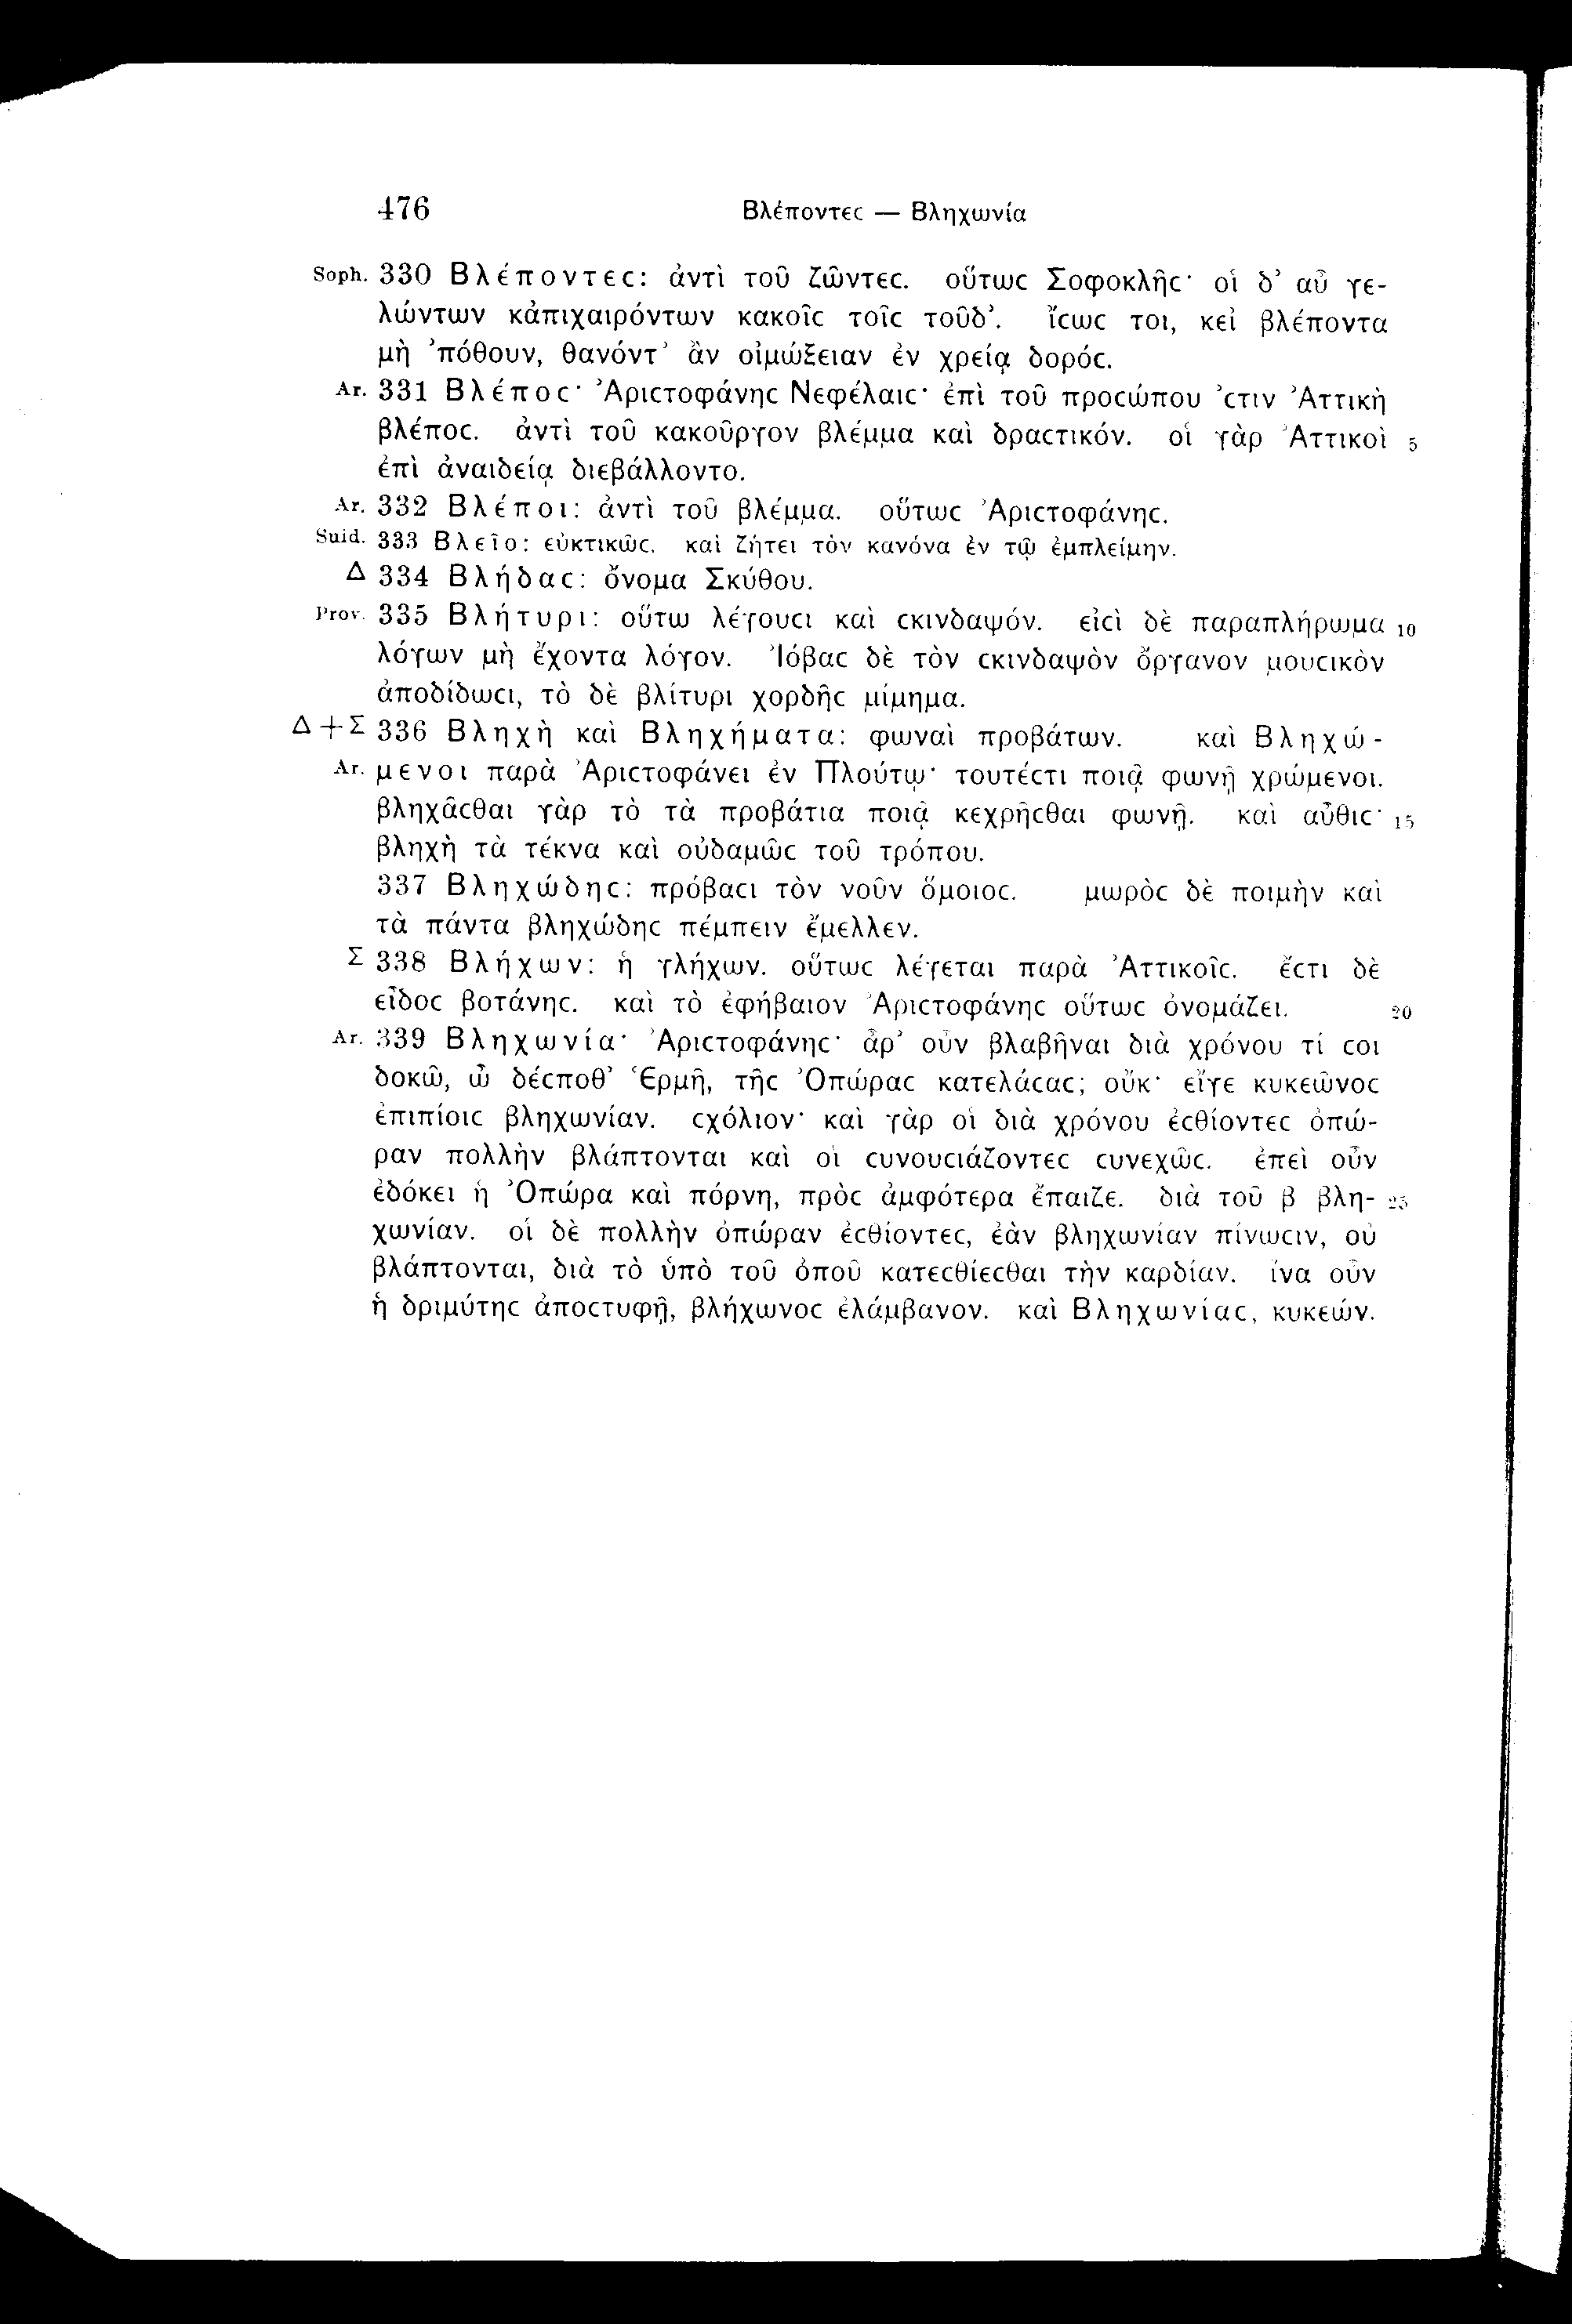 476 Βλέποντεϲ — Βληχωνία
Soph. 330 Βλέποντεϲ: ἀντὶ τοῦ ζῶντεϲ. οὕτωϲ Σοφοκλῆϲ· οἱ δ’ αὖ γε-
λώντων κἀπιχαιρόντων κακοῖϲ τοῖϲ τοῦδ’. ἴϲωϲ τοι, κεἰ βλέποντα
μὴ ’πόθουν, θανόντ’ ἂν οἰμώξειαν ἐν χρείᾳ δορόϲ.
Ar. 331 Βλέποϲ· Ἀριϲτοφάνηϲ Νεφέλαιϲ· ἐπὶ τοῦ προϲώπου ’ϲτιν Ἀττικὴ
βλέποϲ. ἀντὶ τοῦ κακοῦργον βλέμμα καὶ δραϲτικόν. οἱ γὰρ Ἀττικοὶ 5
ἐπὶ ἀναιδείᾳ διεβάλλοντο.
Ar. 332 Βλέποι: ἀντὶ τοῦ βλέμμα. οὕτωϲ Ἀριϲτοφάνηϲ.
Suid. 333 Βλεῖο: εὐκτικῶϲ. καὶ ζήτει τὸν κανόνα ἐν τῷ ἐμπλείμην.
Δ 334 Βλήδαϲ: ὄνομα Σκύθου.
Prov. 335 Βλήτυρι: οὕτω λέγουϲι καὶ ϲκινδαψόν. εἰϲὶ δὲ παραπλήρωμα 10
λόγων μὴ ἔχοντα λόγον. Ἰόβαϲ δὲ τὸν ϲκινδαψὸν ὄργανον μουϲικὸν
ἀποδίδωϲι, τὸ δὲ βλίτυρι χορδῆϲ μίμημα.
Δ+Σ 336 Βληχὴ καὶ Βληχήματα: φωναὶ προβάτων. καὶ Βληχώ-
Ar. μενοι παρὰ Ἀριϲτοφάνει ἐν Πλούτῳ· τουτέϲτι ποιᾷ φωνῇ χρώμενοι.
βληχᾶϲθαι γὰρ τὸ τὰ προβάτια ποιᾷ κεχρῆϲθαι φωνῇ. καὶ αὖθιϲ· 15
βληχὴ τὰ τέκνα καὶ οὐδαμῶϲ τοῦ τρόπου.
337 Βληχώδηϲ: πρόβαϲι τὸν νοῦν ὅμοιοϲ. μωρὸϲ δὲ ποιμὴν καὶ
τὰ πάντα βληχώδηϲ πέμπειν ἔμελλεν.
Σ 338 Βλήχων: ἡ γλήχων. οὕτωϲ λέγεται παρὰ Ἀττικοῖϲ. ἔϲτι δὲ
εἶδοϲ βοτάνηϲ. καὶ τὸ ἐφήβαιον Ἀριϲτοφάνηϲ οὕτωϲ ὀνομάζει. 20
Ar. 339 Βληχωνία· Ἀριϲτοφάνηϲ· ἆρ’ οὖν βλαβῆναι διὰ χρόνου τί ϲοι
δοκῶ, ὦ δέϲποθ’ Ἑρμῆ, τῆϲ Ὀπώραϲ κατελάϲαϲ; οὔκ· εἴγε κυκεῶνοϲ
ἐπιπίοιϲ βληχωνίαν. ϲχόλιον· καὶ γὰρ οἱ διὰ χρόνου ἐϲθίοντεϲ ὀπώ-
ραν πολλὴν βλάπτονται καὶ οἱ ϲυνουϲιάζοντεϲ ϲυνεχῶϲ. ἐπεὶ οὖν
ἐδόκει ἡ Ὀπώρα καὶ πόρνη, πρὸϲ ἀμφότερα ἔπαιζε. διὰ τοῦ β βλη- 25
χωνίαν. οἱ δὲ πολλὴν ὀπώραν ἐϲθίοντεϲ, ἐὰν βληχωνίαν πίνωϲιν, οὐ
βλάπτονται, διὰ τὸ ὑπὸ τοῦ ὀποῦ κατεϲθίεϲθαι τὴν καρδίαν. ἵνα οὖν
ἡ δριμύτηϲ ἀποϲτυφῇ, βλήχωνοϲ ἐλάμβανον. καὶ Βληχωνίαϲ, κυκεών.